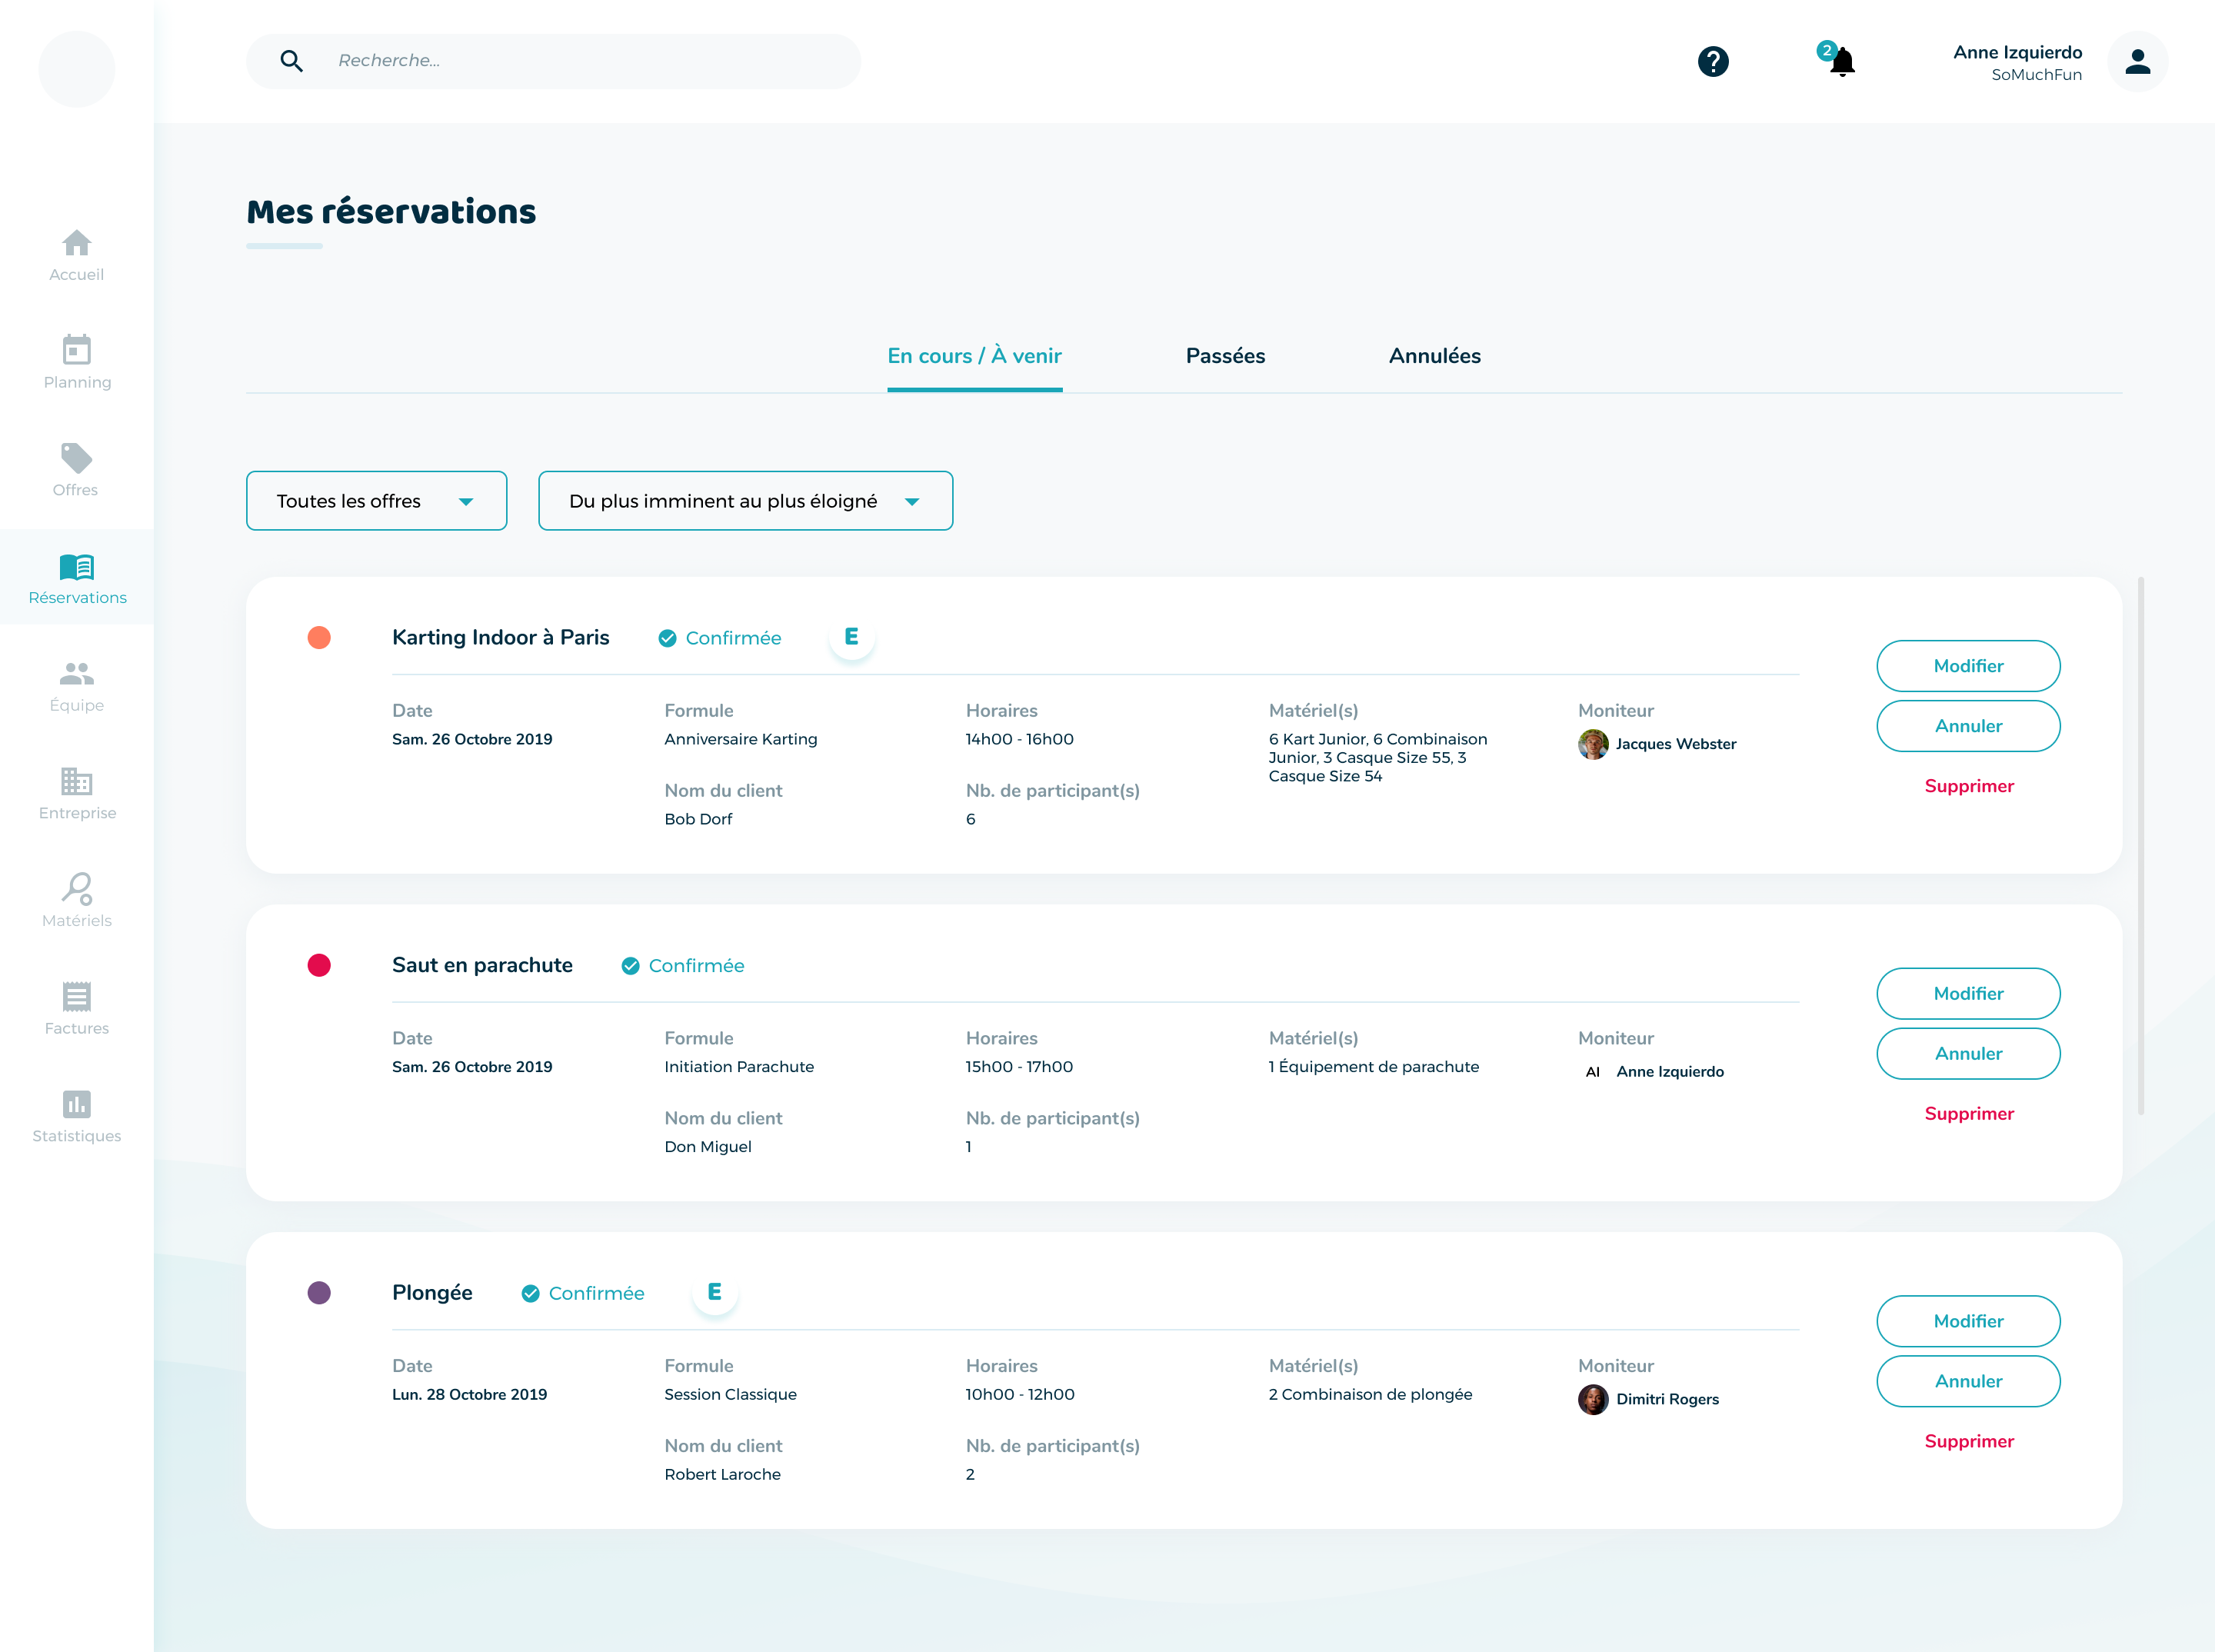 Recherche...
2
Anne Izquierdo
SoMuchFun
Accueil
Planning
Offres
Réservations
Équipe
Entreprise
Matériels
Factures
Statistiques
Mes réservations
En cours / À venir
Passées
Annulées
Toutes les offres
Du plus imminent au plus éloigné
Karting Indoor à Paris
Confirmée
E
Date
Sam. 26 Octobre 2019
Formule
Anniversaire Karting
Nom du client
Bob Dorf
Horaires
14h00 - 16h00
Nb. de participant(s)
6
Matériel(s)
6 Kart Junior, 6 Combinaison
Junior, 3 Casque Size 55, 3
Casque Size 54
Moniteur
Jacques Webster
Modifier
Annuler
Supprimer
Saut en parachute
Confirmée
Date
Sam. 26 Octobre 2019
Formule
Initiation Parachute
Nom du client
Don Miguel
Horaires
15h00 - 17h00
Nb. de participant(s)
1
Matériel(s)
1 Équipement de parachute
Moniteur
AI Anne Izquierdo
Modifier
Annuler
Supprimer
Plongée
Confirmée
E
Date
Lun. 28 Octobre 2019
Formule
Session Classique
Nom du client
Robert Laroche
Horaires
10h00 - 12h00
Nb. de participant(s)
2
Matériel(s)
2 Combinaison de plongée
Moniteur
Dimitri Rogers
Modifier
Annuler
Supprimer